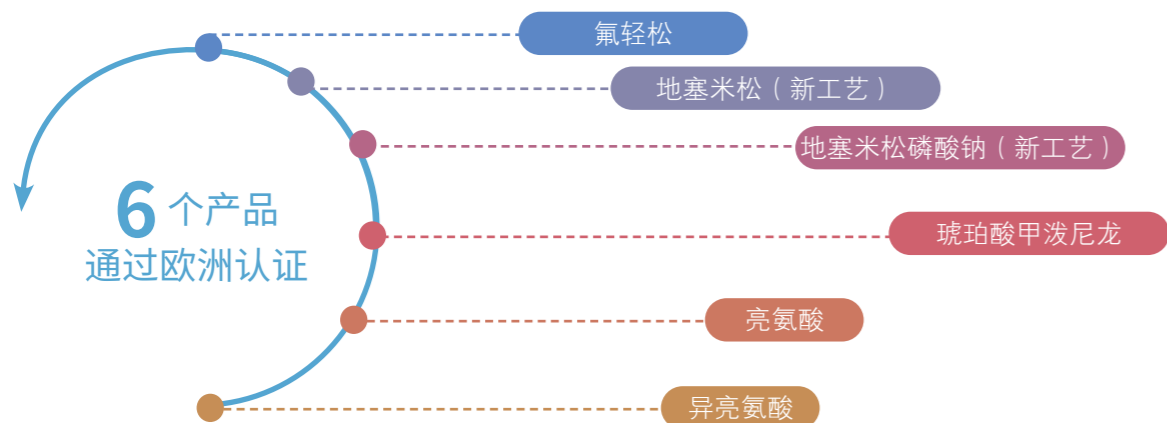 氟轻松
地塞米松（新工艺）
地塞米松磷酸钠（新工艺）
6个产品
通过欧洲认证
琥珀酸甲泼尼龙
亮氨酸
异亮氨酸